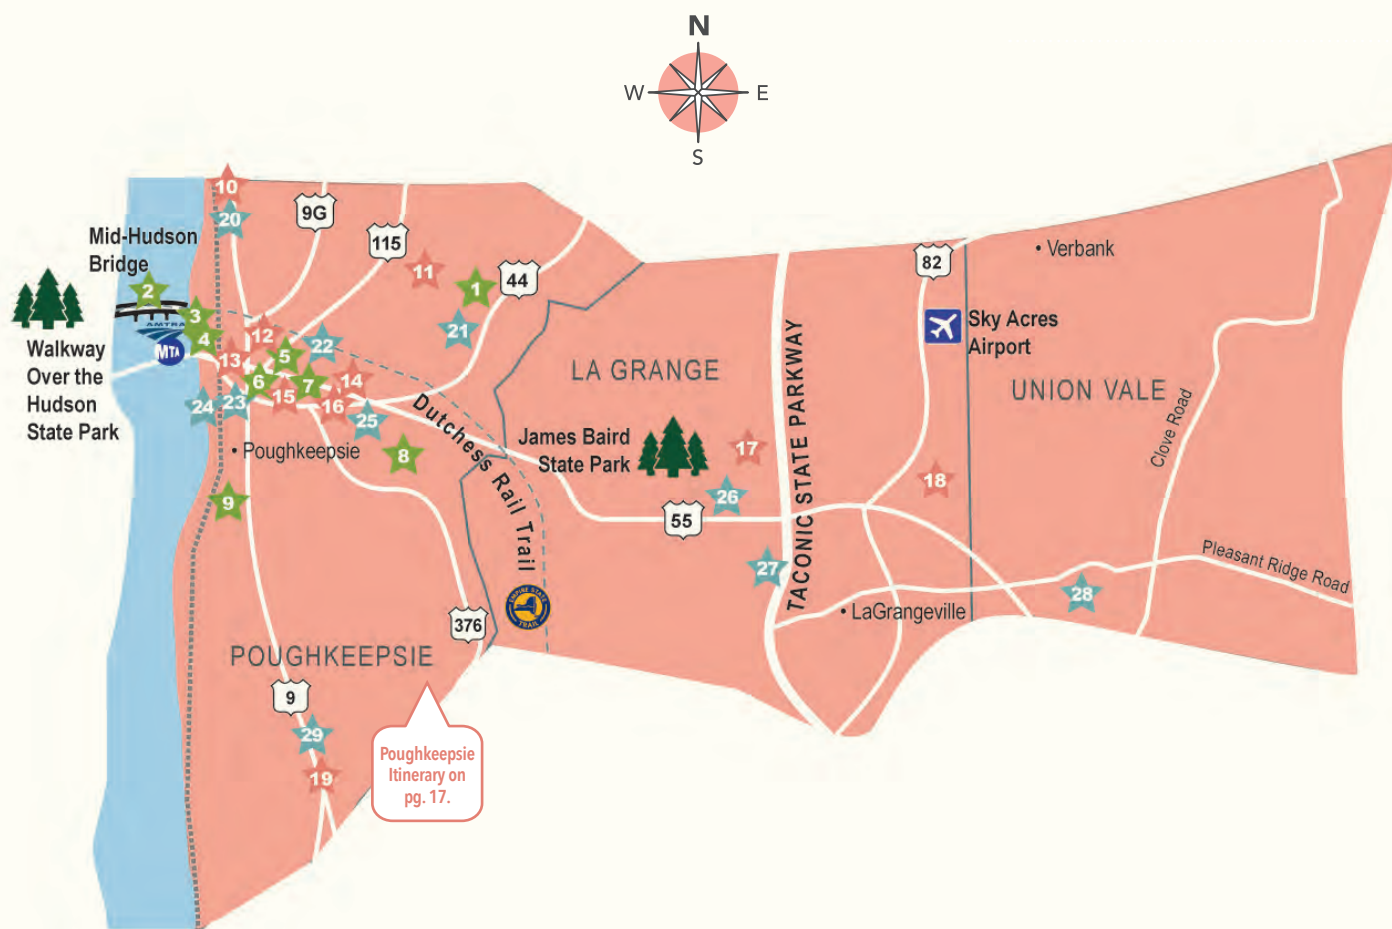 N
W
E
S
10
20
9G
115
Mid-Hudson
Bridge
11
1
44
82
• Verbank
2
3
AMTRA
4
MTA
12
13
5
22
21
Sky Acres
Airport
Walkway
Over the
Hudson
State Park
6
7
14
15
16
24
23
25
LA GRANGE
UNION VALE
TACONIC STATE PARKWAY
Clove Road
Dutchess Rail Trail
James Baird
State Park
17
18
• Poughkeepsie
8
9
26
55
27
Pleasant Ridge Road
28
EMPIRE STATE
TRAIL
• LaGrangeville
376
POUGHKEEPSIE
9
29
19
Poughkeepsie
Itinerary on
pg. 17.